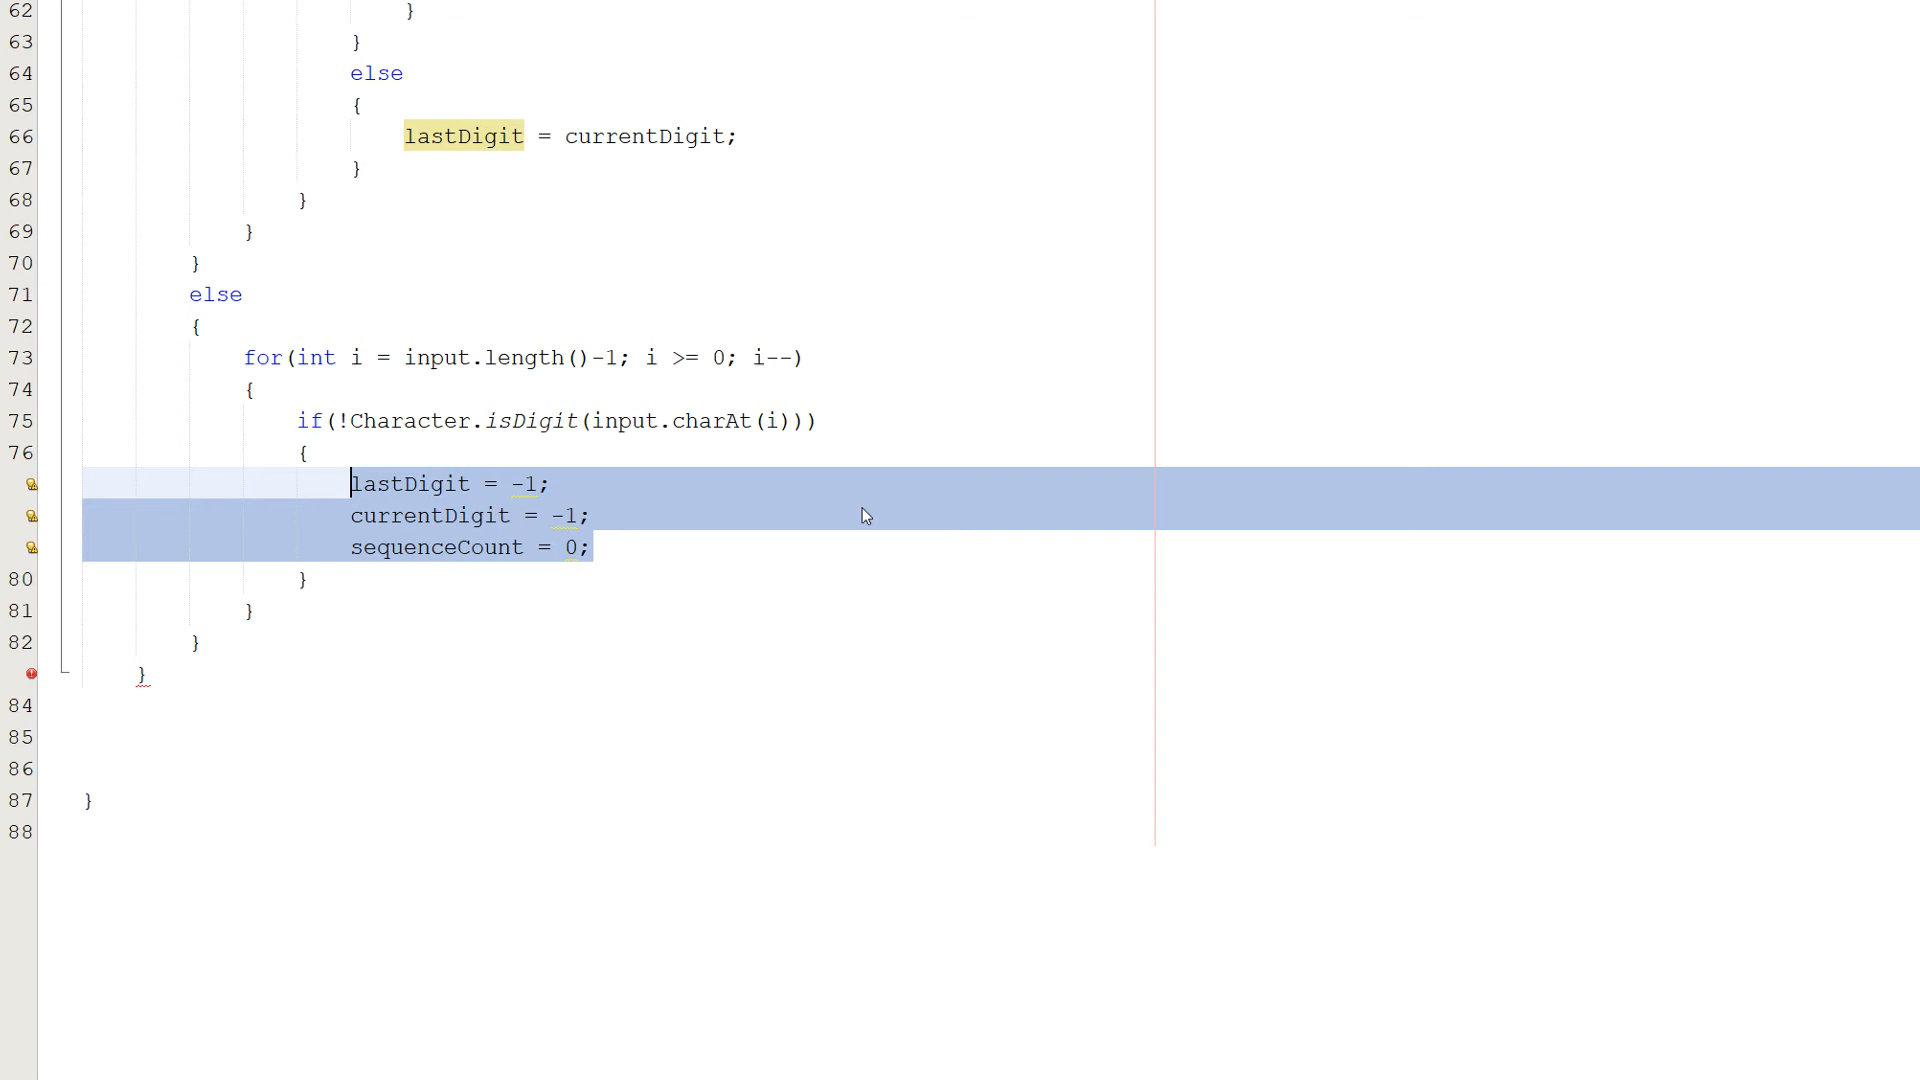 62 }
63 }
64 else
65 {
66 lastDigit = currentDigit;
67 }
68 }
69 }
70 }
71 else
72 {
73 for(int i = input.length()-1; i >= 0; i--)
74 {
75 if(!Character.isDigit(input.charAt(i)))
76 {
lastDigit = -1;
currentDigit = -1;
sequenceCount = 0;
80 }
81 }
82 }
}
84
85
86
87 }
88